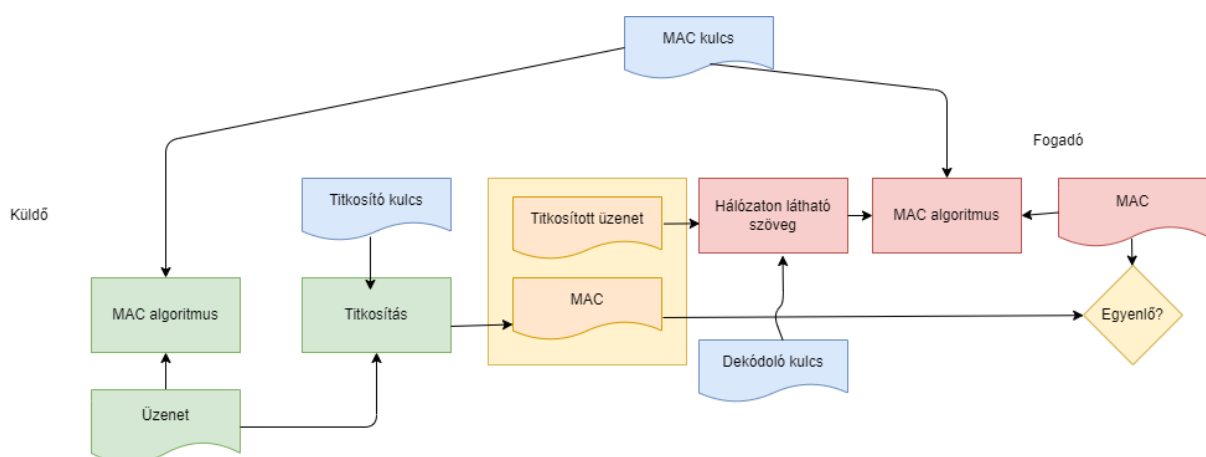 MAC kulcs
Fogadó
Küldő
Titkosító kulcs
Titkosított üzenet
Hálózaton látható
szöveg
MAC algoritmus
MAC
MAC algoritmus
Titkosítás
MAC
Egyenlő?
Dekódoló kulcs
Üzenet